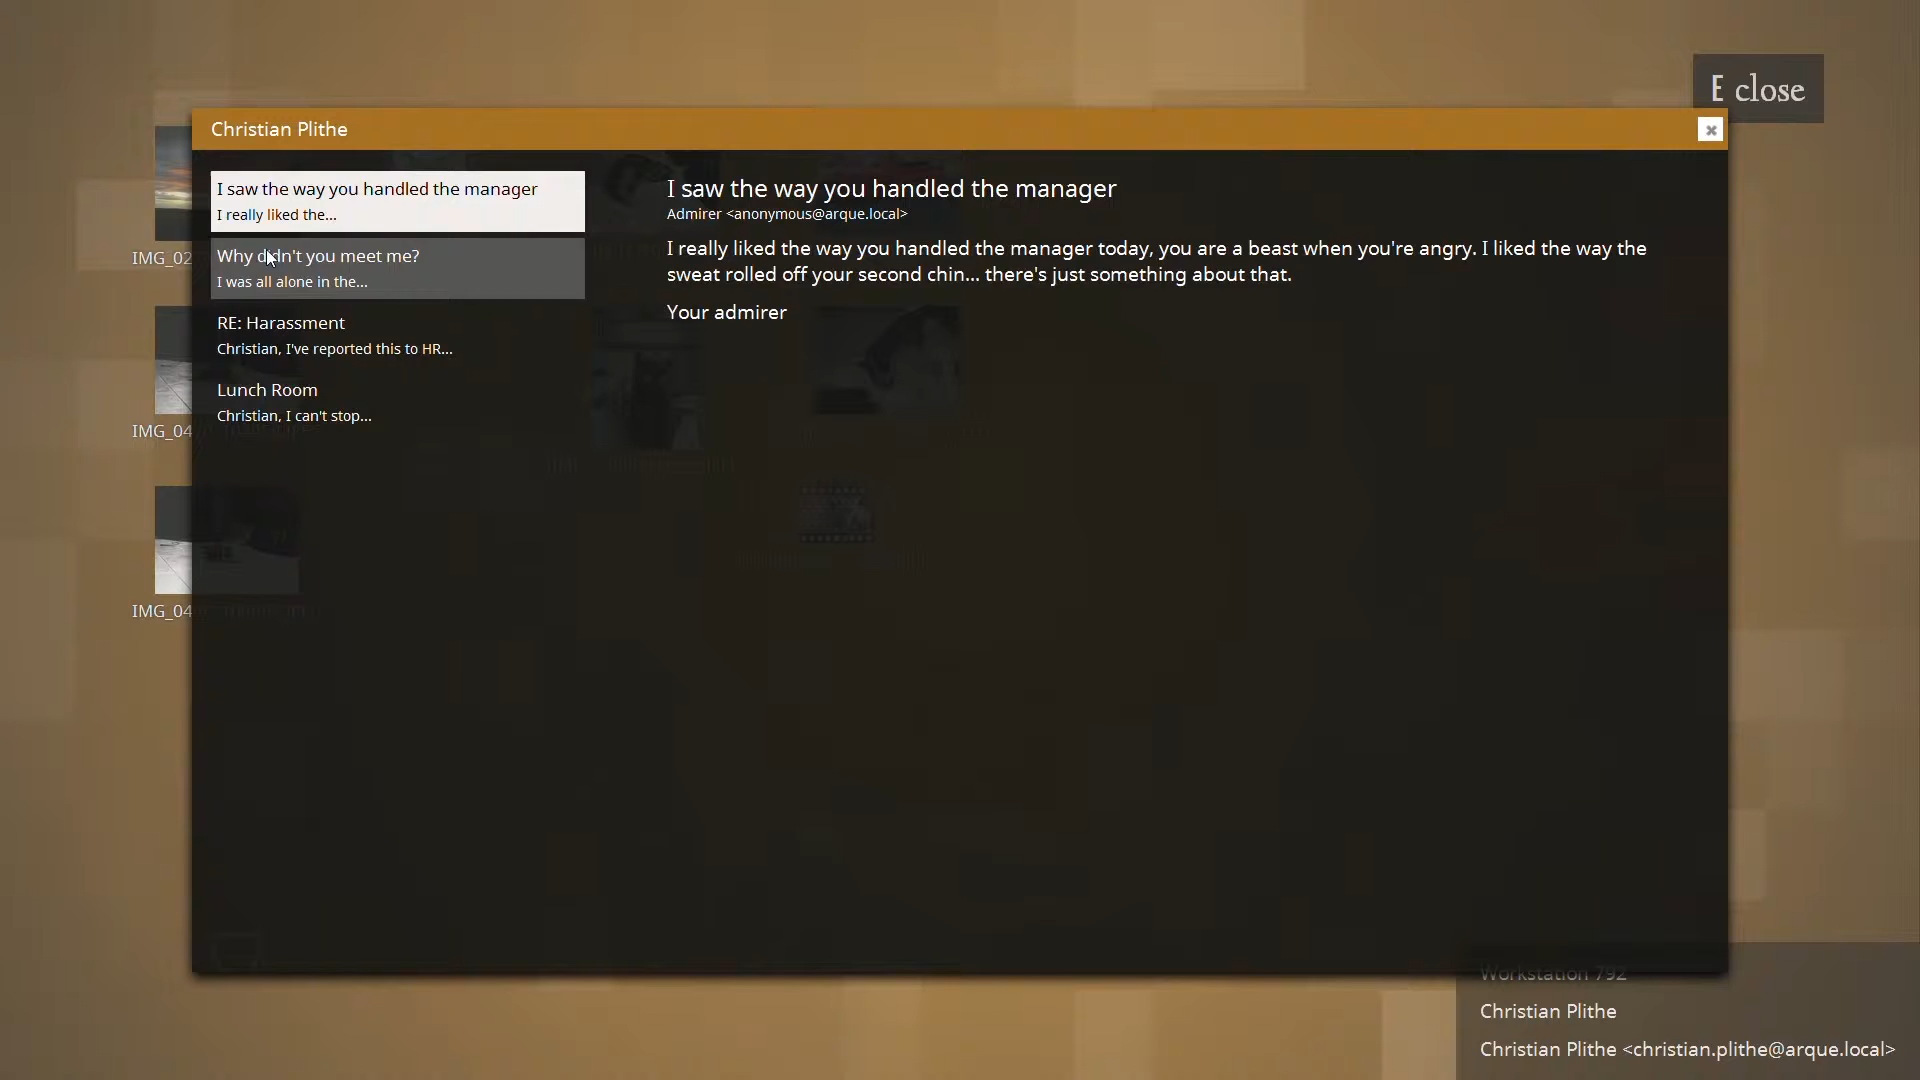 E close
Christian Plithe
I saw the way you handled the manager
I really liked the...
Why didn't you meet me?
I was all alone in the...
RE: Harassment
Christian, I've reported this to HR...
Lunch Room
Christian, I can't stop...
I saw the way you handled the manager
Admirer <anonymous@arque.local>
I really liked the way you handled the manager today, you are a beast when you're angry. I liked the way the
sweat rolled off your second chin... there's just something about that.
Your admirer
IMG_02
IMG_04
IMG_04
Workstation 792
Christian Plithe
Christian Plithe <christian.plithe@arque.local>